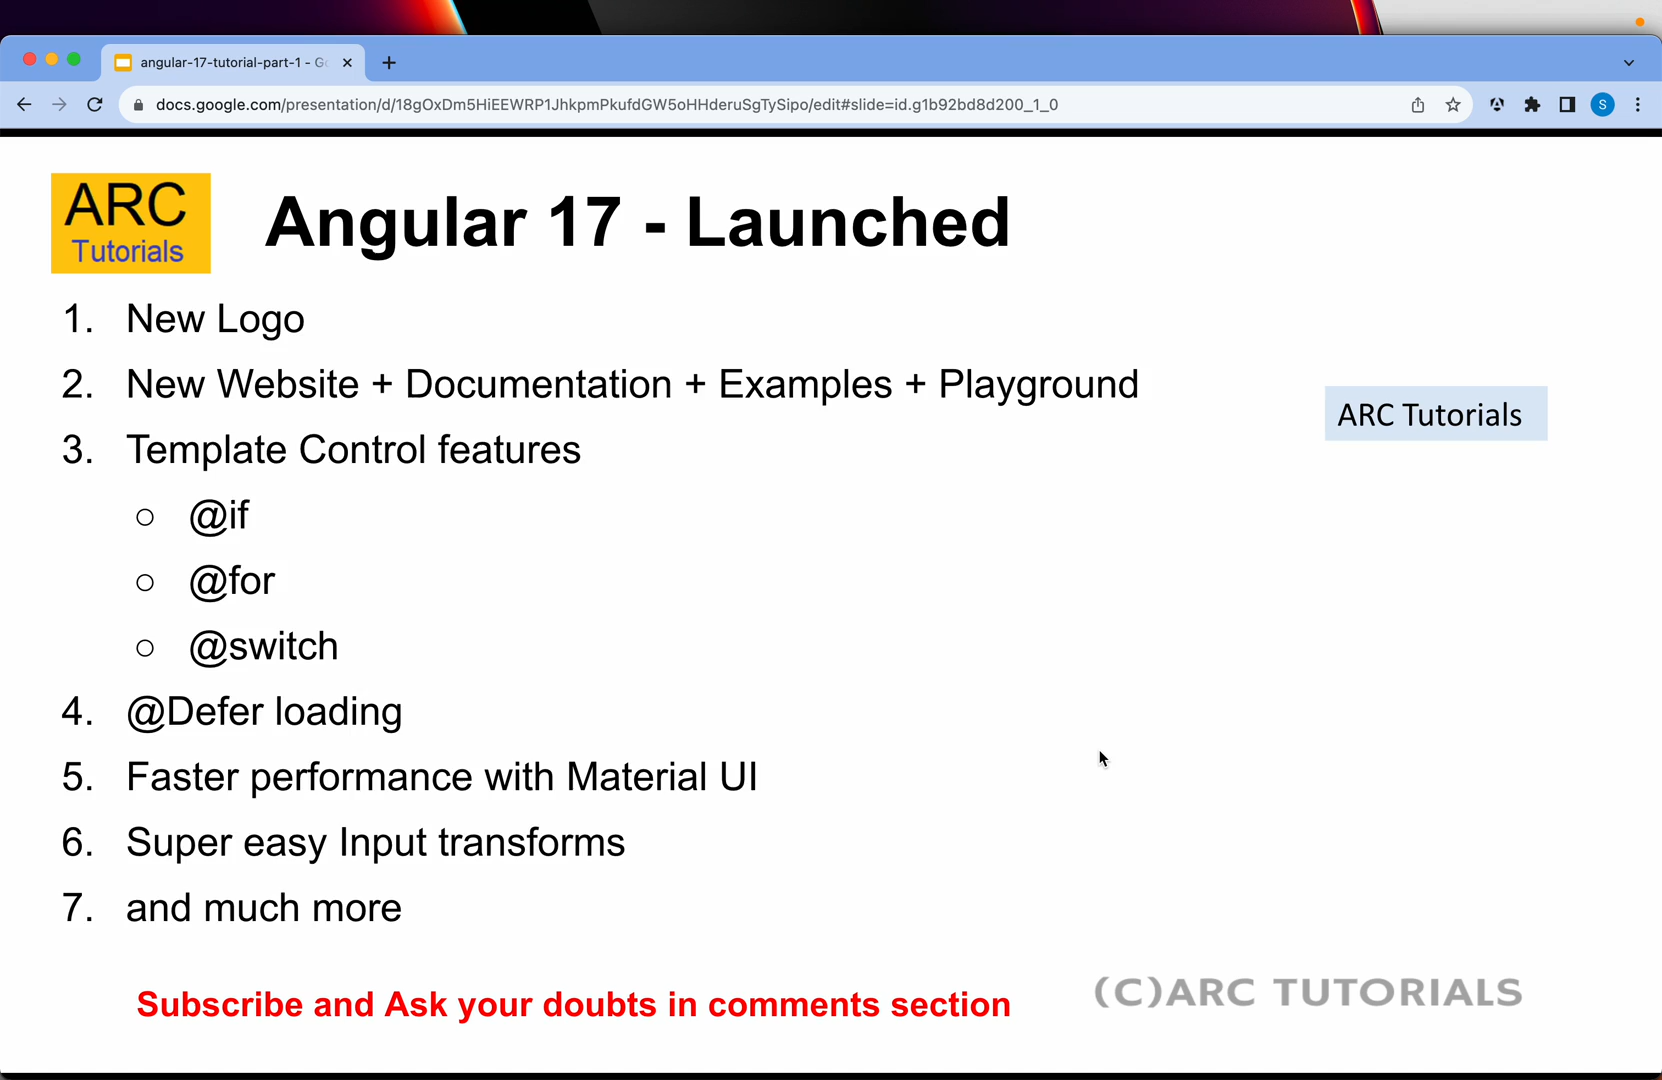 angular-17-tutorial-part-1 - G
docs.google.com/presentation/d/18gOxDm5HiEEWRP1JhkpmPkufdGW5oHHderuSgTySipo/edit#slide=id.g1b92bd8d200_1_0
S
ARC
Tutorials
Angular 17 - Launched
1. New Logo
2. New Website + Documentation + Examples + Playground
ARC Tutorials
3. Template Control features
○ @if
○ @for
○ @switch
4. @Defer loading
5. Faster performance with Material UI
6. Super easy Input transforms
7. and much more
Subscribe and Ask your doubts in comments section
(C)ARC TUTORIALS